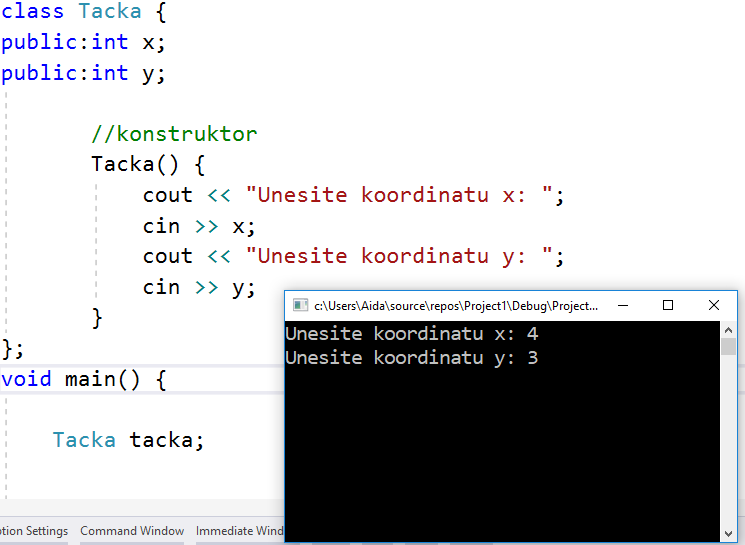 class Tacka {
public:int x;
public:int y;
//konstruktor
Tacka() {
cout << "Unesite koordinatu x: ";
cin >> x;
cout << "Unesite koordinatu y: ";
cin >> y;
}
};
void main() {
Tacka tacka;
c:\Users\Aida\source\repos\Project1\Debug\Project...
Unesite koordinatu x: 4
Unesite koordinatu y: 3
ption Settings Command Window Immediate Wind